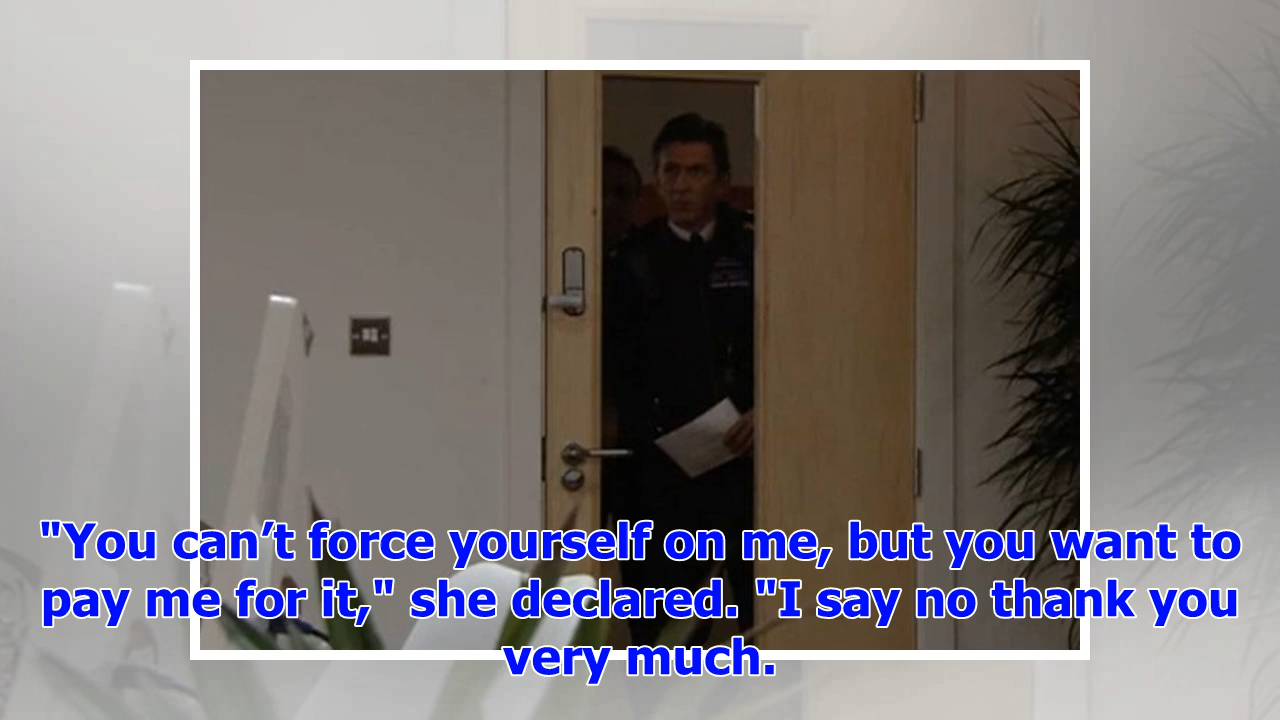 "You can’t force yourself on me, but you want to
pay me for it," she declared. "I say no thank you
very much.